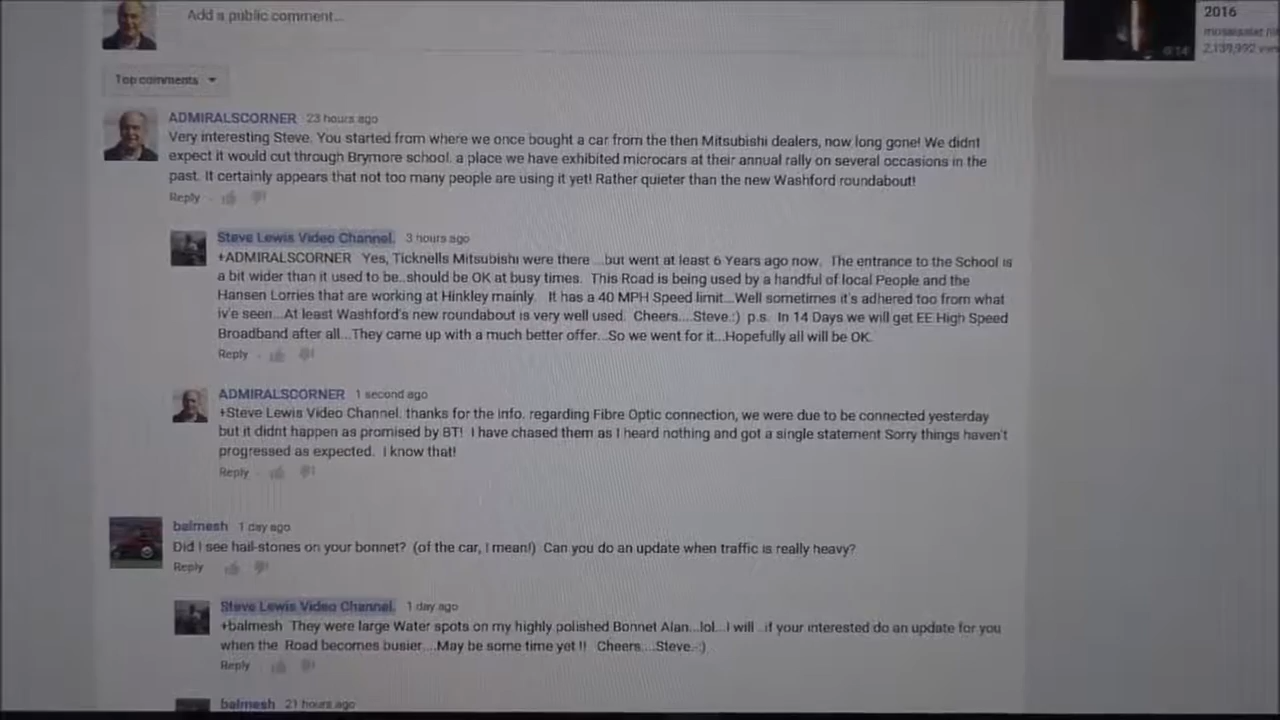 Add a public comment...
2016
0:14
Top comments
ADMIRALSCORNER 23 hours ago
Very interesting Steve. You started from where we once bought a car from the then Mitsubishi dealers, now long gone! We didnt
expect it would cut through Brymore school, a place we have exhibited microcars at their annual rally on several occasions in the
past. It certainly appears that not too many people are using it yet! Rather quieter than the new Washford roundabout!
Reply
Steve Lewis Video Channel. 3 hours ago
+ADMIRALSCORNER Yes, Ticknells Mitsubishi were there ...but went at least 6 Years ago now. The entrance to the School is
a bit wider than it used to be..should be OK at busy times. This Road is being used by a handful of local People and the
Hansen Lorries that are working at Hinkley mainly. It has a 40 MPH Speed limit...Well sometimes it's adhered too from what
iv'e seen...At least Washford's new roundabout is very well used. Cheers....Steve.:) p.s. In 14 Days we will get EE High Speed
Broadband after all...They came up with a much better offer...So we went for it...Hopefully all will be OK.
Reply
ADMIRALSCORNER 1 second ago
+Steve Lewis Video Channel. thanks for the info. regarding Fibre Optic connection, we were due to be connected yesterday
but it didnt happen as promised by BT! I have chased them as I heard nothing and got a single statement Sorry things haven't
progressed as expected. I know that!
Reply
balmesh 1 day ago
Did I see hail-stones on your bonnet? (of the car, I mean!) Can you do an update when traffic is really heavy?
Reply
Steve Lewis Video Channel. 1 day ago
+balmesh They were large Water spots on my highly polished Bonnet Alan...lol...I will ..if your interested do an update for you
when the Road becomes busier....May be some time yet !! Cheers....Steve.:)
Reply
balmesh 21 hours ago